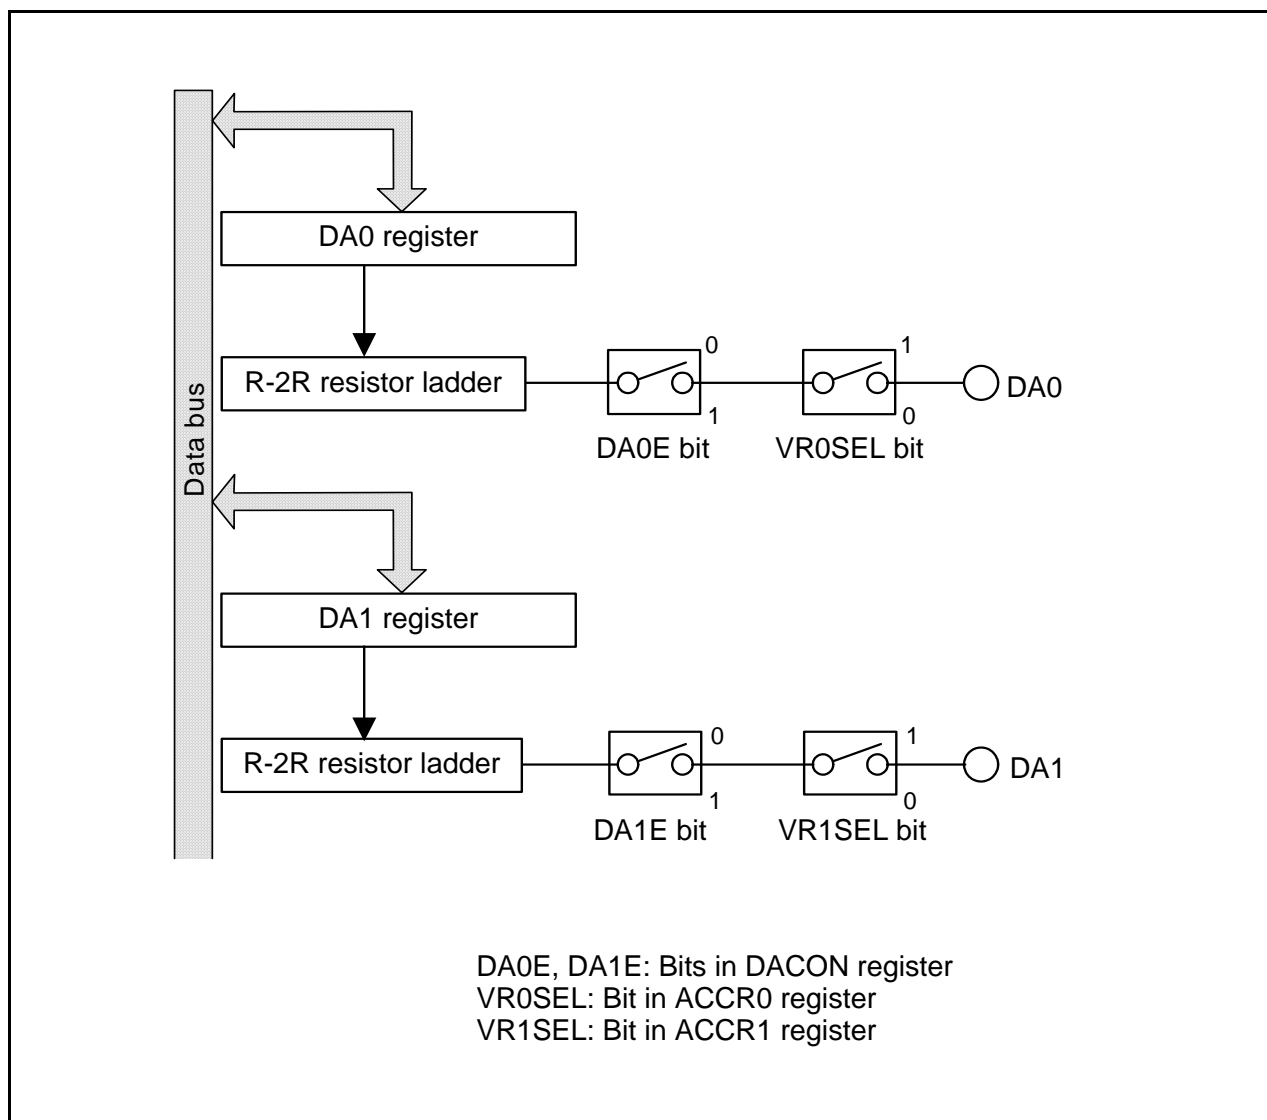 Data bus
DA0 register
R-2R resistor ladder
0
1
DA0E bit
1
0
VR0SEL bit
DA0
DA1 register
R-2R resistor ladder
0
1
DA1E bit
1
0
VR1SEL bit
DA1
DA0E, DA1E: Bits in DACON register
VR0SEL: Bit in ACCR0 register
VR1SEL: Bit in ACCR1 register